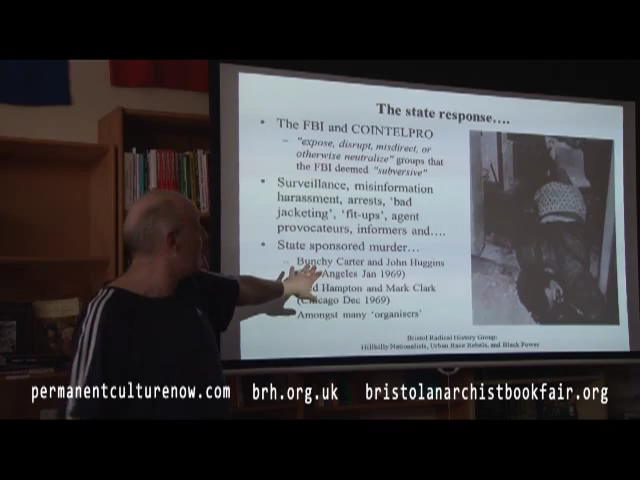 The state response….
• The FBI and COINTELPRO
– "expose, disrupt, misdirect, or
otherwise neutralize" groups that
the FBI deemed "subversive"
• Surveillance, misinformation
harassment, arrests, 'bad
jacketing', 'fit-ups', agent
provocateurs, informers and….
• State sponsored murder…
– Bunchy Carter and John Huggins
Angeles Jan 1969)
Hampton and Mark Clark
(Chicago Dec 1969)
– Amongst many 'organisers'
Bristol Radical History Group:
Hillbilly Nationalists, Urban Race Rebels, and Black Power
permanentculturenow.com brh.org.uk bristolanarchistbookfair.org